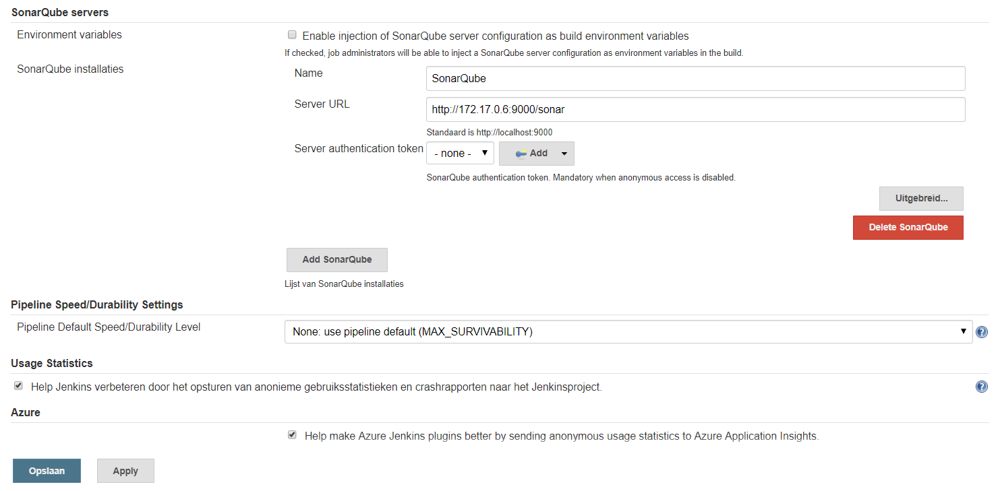 SonarQube servers
Environment variables
Enable injection of SonarQube server configuration as build environment variables
If checked, job administrators will be able to inject a SonarQube server configuration as environment variables in the build.
SonarQube installaties
Name
SonarQube
Server URL
http://172.17.0.6:9000/sonar
Standaard is http://localhost:9000
Server authentication token
- none -
Add
SonarQube authentication token. Mandatory when anonymous access is disabled.
Uitgebreid...
Delete SonarQube
Add SonarQube
Lijst van SonarQube installaties
Pipeline Speed/Durability Settings
Pipeline Default Speed/Durability Level
None: use pipeline default (MAX_SURVIVABILITY)
Usage Statistics
Help Jenkins verbeteren door het opsturen van anonieme gebruiksstatistieken en crashrapporten naar het Jenkinsproject.
Azure
Help make Azure Jenkins plugins better by sending anonymous usage statistics to Azure Application Insights.
Opslaan
Apply